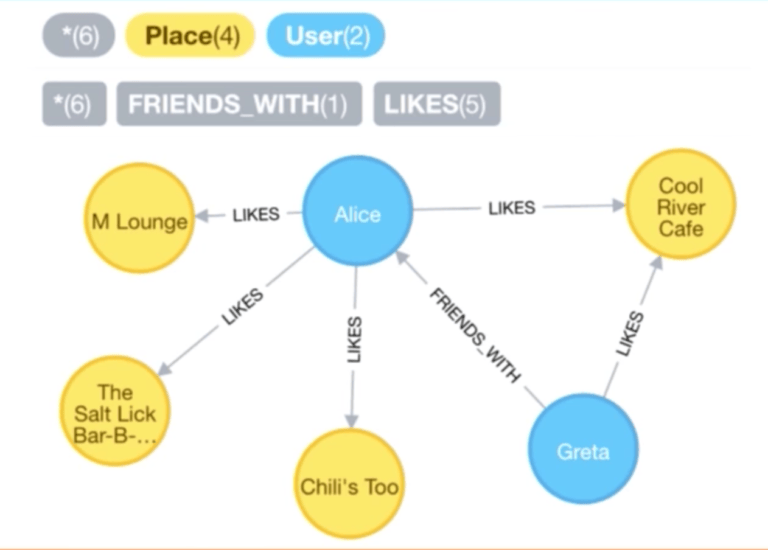 *(6) Place(4) User(2)
*(6) FRIENDS_WITH(1) LIKES(5)
M Lounge
LIKES
Alice
LIKES
Cool
River
Cafe
LIKES
LIKES
FRIENDS_WITH
LIKES
The
Salt Lick
Bar-B-...
Chili's Too
Greta